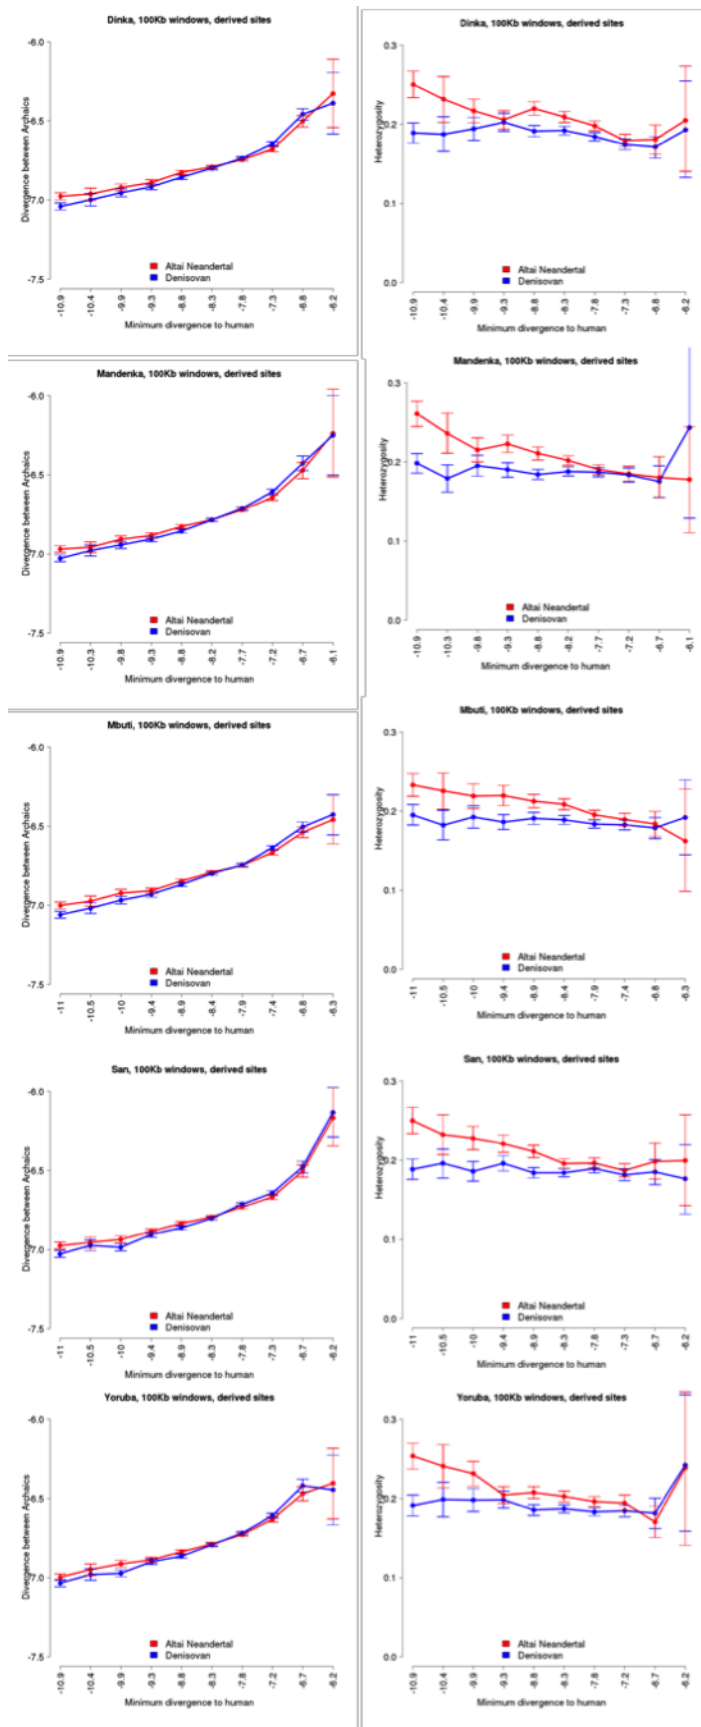 Dinka, 100Kb windows, derived sites
Divergence between Archaics
-6.0
-6.5
-7.0
-7.5
Altai Neandertal
Denisovan
-10.9 -10.4 -9.9 -9.3 -8.8 -8.3 -7.8 -7.3 -6.8 -6.2
Minimum divergence to human
Dinka, 100Kb windows, derived sites
Heterozygosity
0.3
0.2
0.1
0.0
Altai Neandertal
Denisovan
-10.9 -10.4 -9.9 -9.3 -8.8 -8.3 -7.8 -7.3 -6.8 -6.2
Minimum divergence to human
Mandenka, 100Kb windows, derived sites
Divergence between Archaics
-6.0
-6.5
-7.0
-7.5
Altai Neandertal
Denisovan
-10.9 -10.3 -9.8 -9.3 -8.8 -8.2 -7.7 -7.2 -6.7 -6.1
Minimum divergence to human
Mandenka, 100Kb windows, derived sites
Heterozygosity
0.3
0.2
0.1
0.0
Altai Neandertal
Denisovan
-10.9 -10.3 -9.8 -9.3 -8.8 -8.2 -7.7 -7.2 -6.7 -6.1
Minimum divergence to human
Mbuti, 100Kb windows, derived sites
Divergence between Archaics
-6.0
-6.5
-7.0
-7.5
Altai Neandertal
Denisovan
-11 -10.5 -10 -9.4 -8.9 -8.4 -7.9 -7.4 -6.8 -6.3
Minimum divergence to human
Mbuti, 100Kb windows, derived sites
Heterozygosity
0.3
0.2
0.1
0.0
Altai Neandertal
Denisovan
-11 -10.5 -10 -9.4 -8.9 -8.4 -7.9 -7.4 -6.8 -6.3
Minimum divergence to human
San, 100Kb windows, derived sites
Divergence between Archaics
-6.0
-6.5
-7.0
-7.5
Altai Neandertal
Denisovan
-11 -10.5 -10 -9.4 -8.9 -8.3 -7.8 -7.3 -6.7 -6.2
Minimum divergence to human
San, 100Kb windows, derived sites
Heterozygosity
0.3
0.2
0.1
0.0
Altai Neandertal
Denisovan
-11 -10.5 -10 -9.4 -8.9 -8.3 -7.8 -7.3 -6.7 -6.2
Minimum divergence to human
Yoruba, 100Kb windows, derived sites
Divergence between Archaics
-6.0
-6.5
-7.0
-7.5
Altai Neandertal
Denisovan
-10.9 -10.4 -9.9 -9.3 -8.8 -8.3 -7.8 -7.3 -6.7 -6.2
Minimum divergence to human
Yoruba, 100Kb windows, derived sites
Heterozygosity
0.3
0.2
0.1
0.0
Altai Neandertal
Denisovan
-10.9 -10.4 -9.9 -9.3 -8.8 -8.3 -7.8 -7.3 -6.8 -6.2
Minimum divergence to human